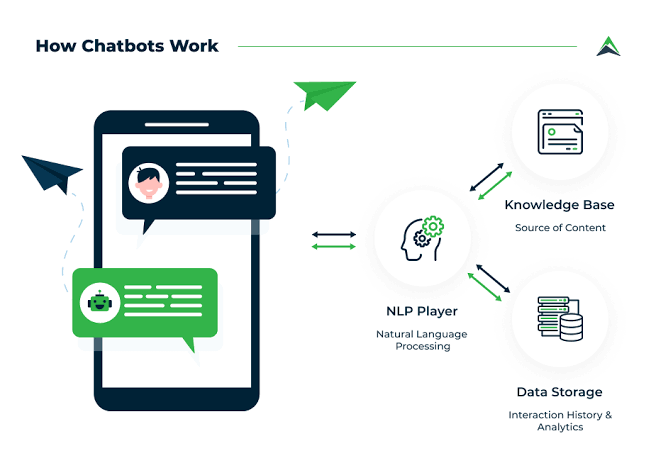 How Chatbots Work
Knowledge Base
Source of Content
NLP Player
Natural Language
Processing
Data Storage
Interaction History &
Analytics